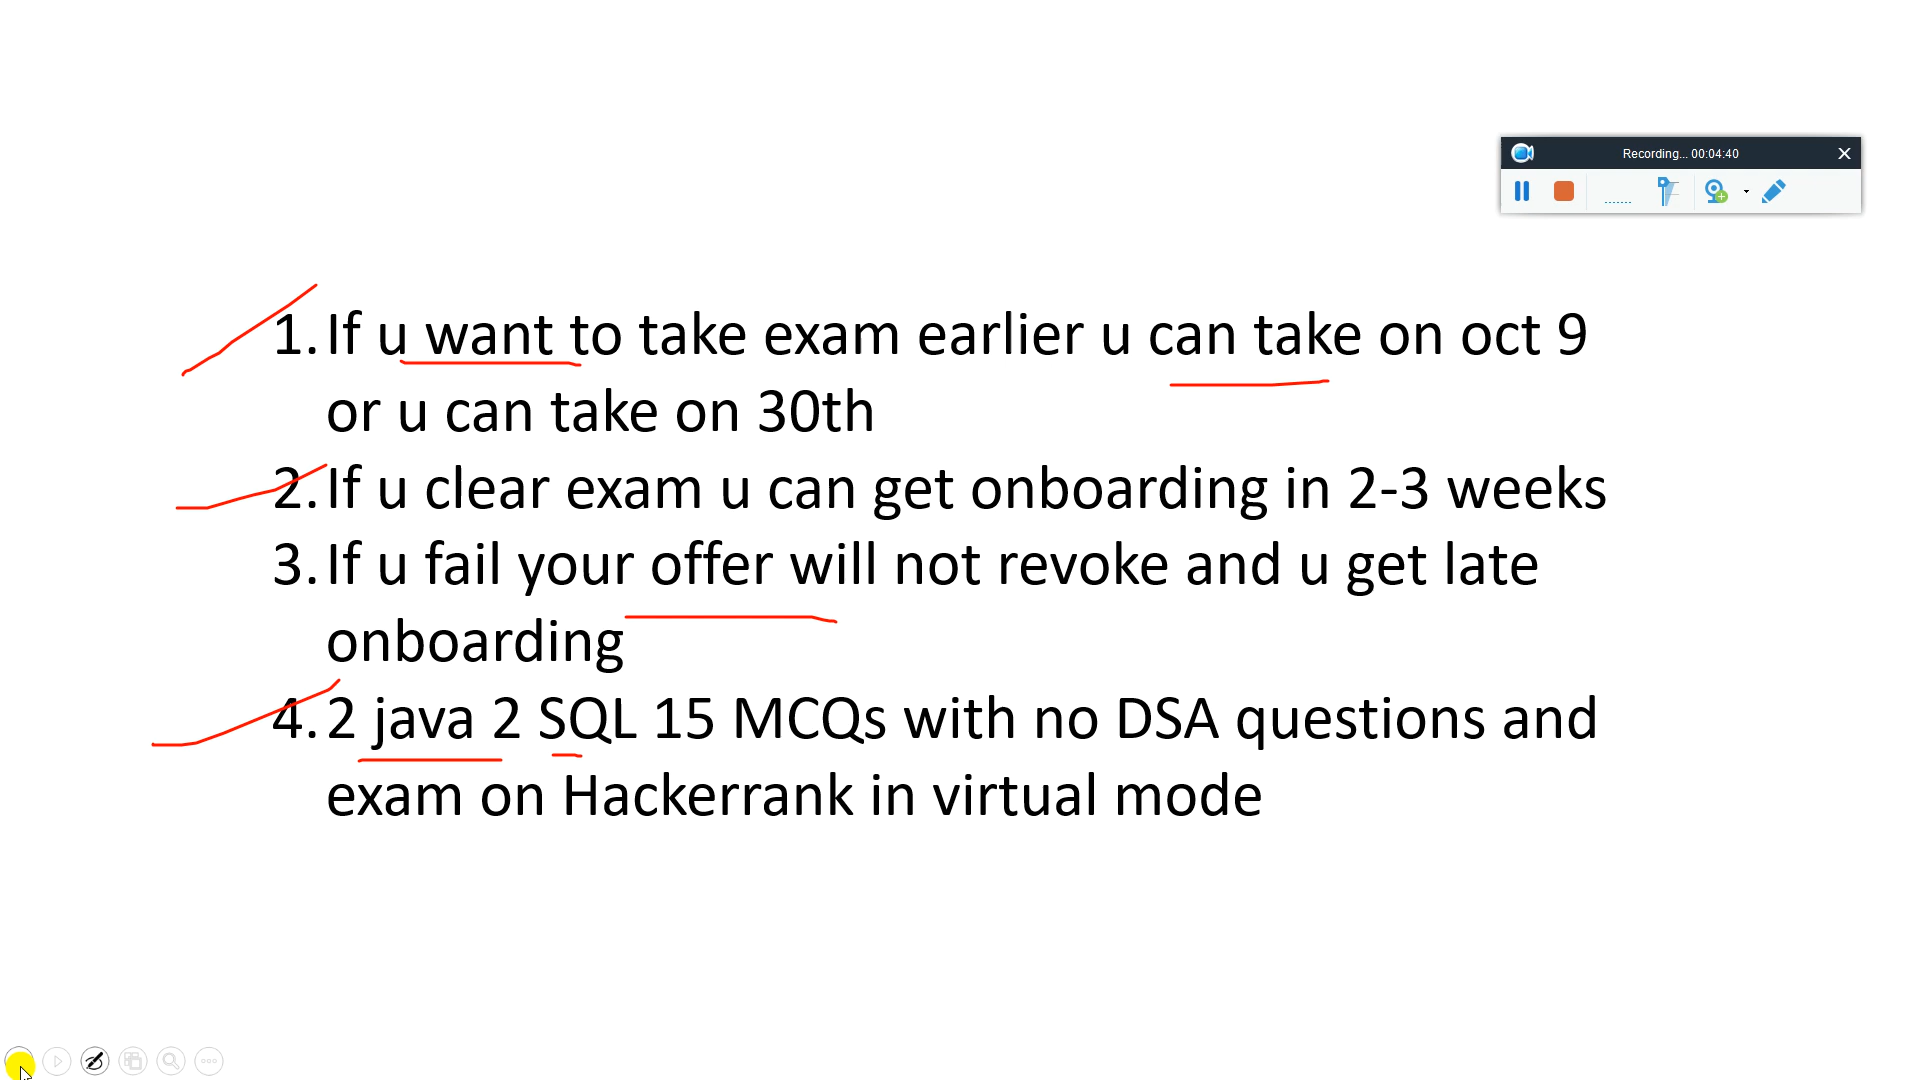 Recording... 00:04:40
1. If u want to take exam earlier u can take on oct 9
or u can take on 30th
2. If u clear exam u can get onboarding in 2-3 weeks
3. If u fail your offer will not revoke and u get late
onboarding
4. 2 java 2 SQL 15 MCQs with no DSA questions and
exam on Hackerrank in virtual mode